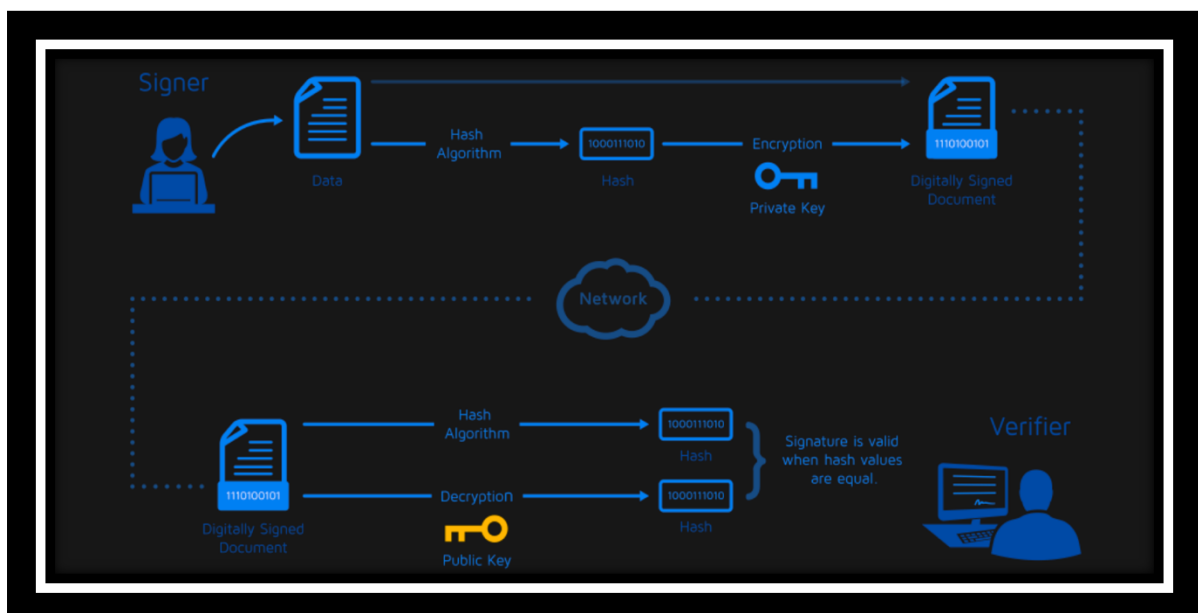 Signer
Data
Hash
Algorithm
1000111010
Hash
Encryption
Private Key
1110100101
Digitally Signed
Document
Network
1110100101
Digitally Signed
Document
Hash
Algorithm
1000111010
Hash
Decryption
Public Key
1000111010
Hash
Signature is valid
when hash values
are equal.
Verifier